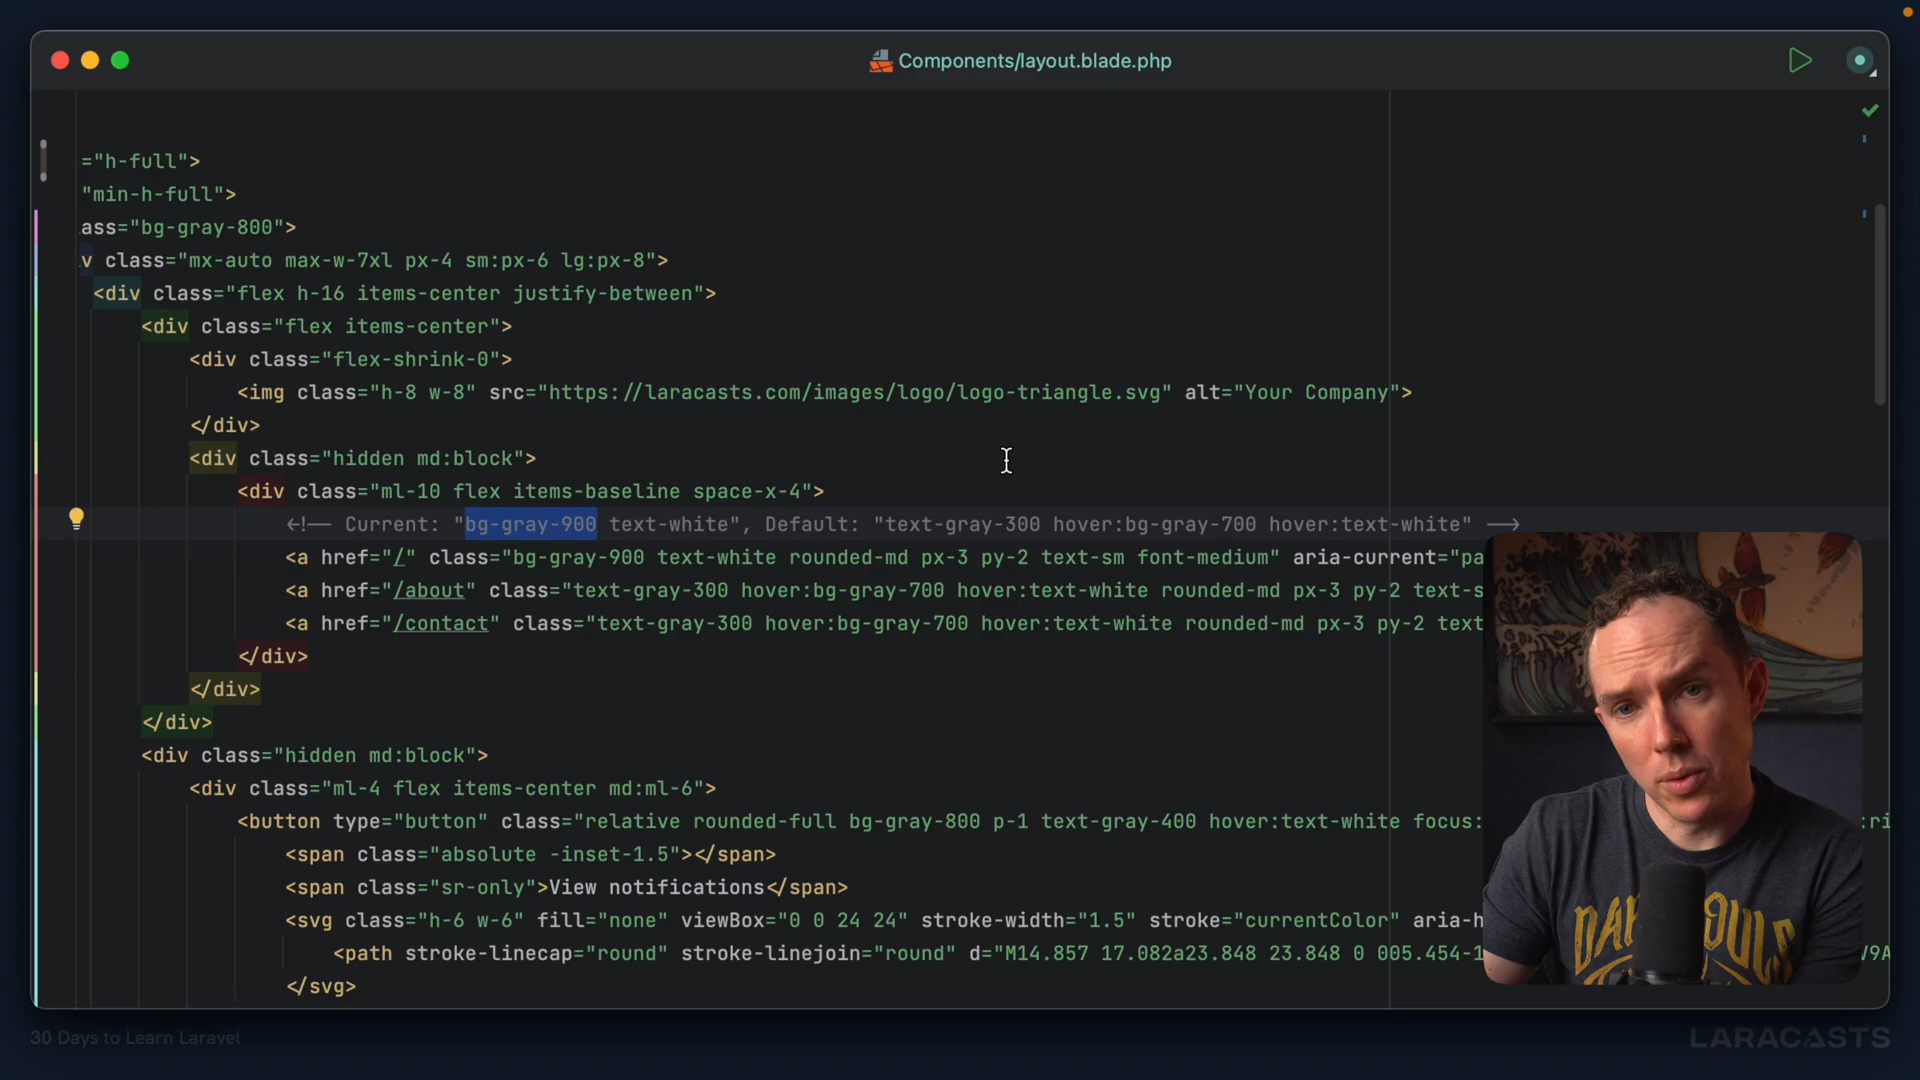 Components/layout.blade.php
="h-full">
"min-h-full">
ass="bg-gray-800">
v class="mx-auto max-w-7xl px-4 sm:px-6 lg:px-8">
<div class="flex h-16 items-center justify-between">
<div class="flex items-center">
<div class="flex-shrink-0">
<img class="h-8 w-8" src="https://laracasts.com/images/logo/logo-triangle.svg" alt="Your Company">
</div>
<div class="hidden md:block">
<div class="ml-10 flex items-baseline space-x-4">
<!-- Current: "bg-gray-900 text-white", Default: "text-gray-300 hover:bg-gray-700 hover:text-white" -->
<a href="/" class="bg-gray-900 text-white rounded-md px-3 py-2 text-sm font-medium" aria-current="pa
<a href="/about" class="text-gray-300 hover:bg-gray-700 hover:text-white rounded-md px-3 py-2 text-s
<a href="/contact" class="text-gray-300 hover:bg-gray-700 hover:text-white rounded-md px-3 py-2 text
</div>
</div>
</div>
<div class="hidden md:block">
<div class="ml-4 flex items-center md:ml-6">
<button type="button" class="relative rounded-full bg-gray-800 p-1 text-gray-400 hover:text-white focus: :ri
<span class="absolute -inset-1.5"></span>
<span class="sr-only">View notifications</span>
<svg class="h-6 w-6" fill="none" viewBox="0 0 24 24" stroke-width="1.5" stroke="currentColor" aria-h
<path stroke-linecap="round" stroke-linejoin="round" d="M14.857 17.082a23.848 23.848 0 005.454-1
</svg>
30 Days to Learn Laravel
LARACASTS